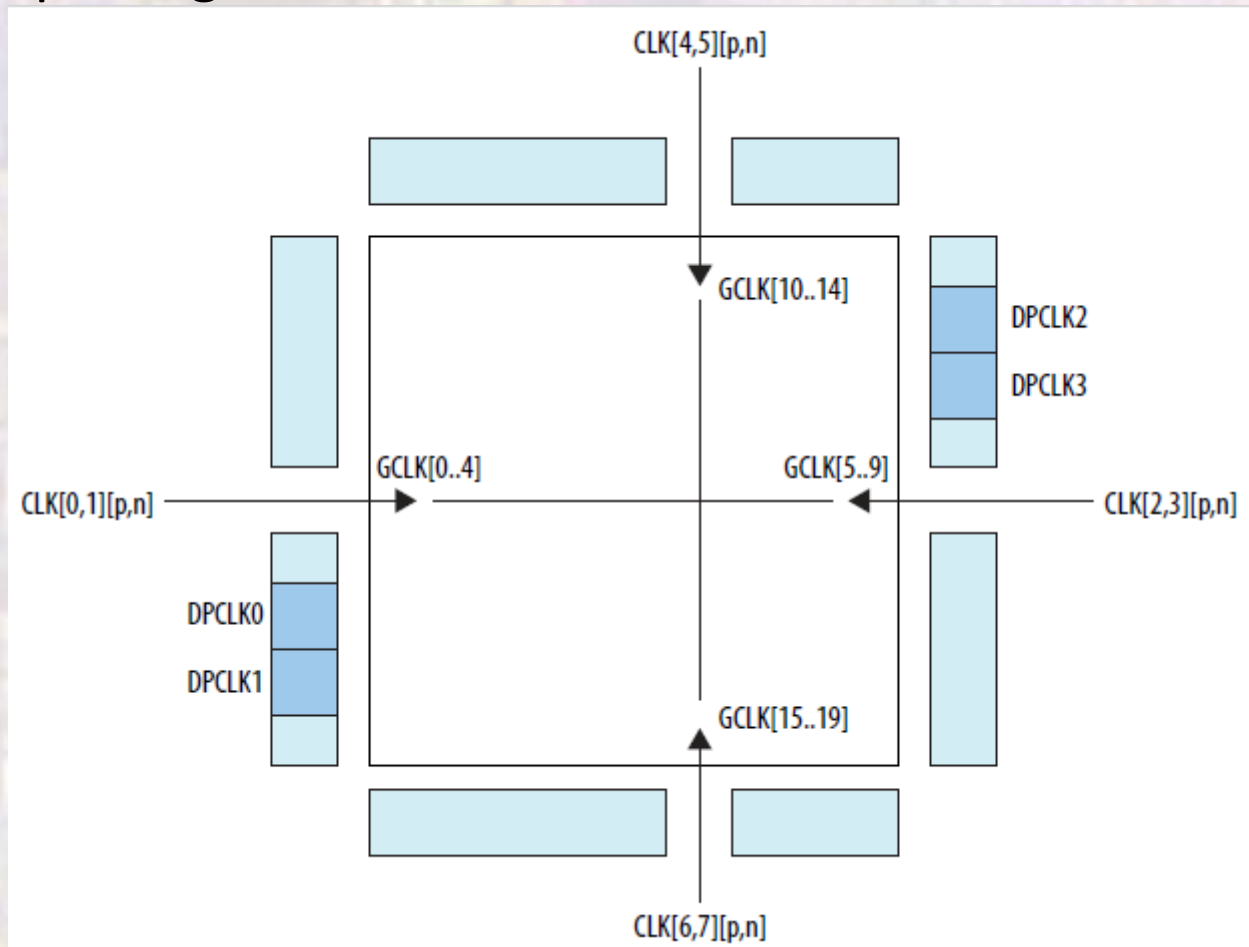 CLK[4,5][p,n]
GCLK[10..14]
DPCLK2
DPCLK3
GCLK[0..4]
GCLK[5..9]
CLK[0,1][p,n]
CLK[2,3][p,n]
DPCLK0
DPCLK1
GCLK[15..19]
CLK[6,7][p,n]